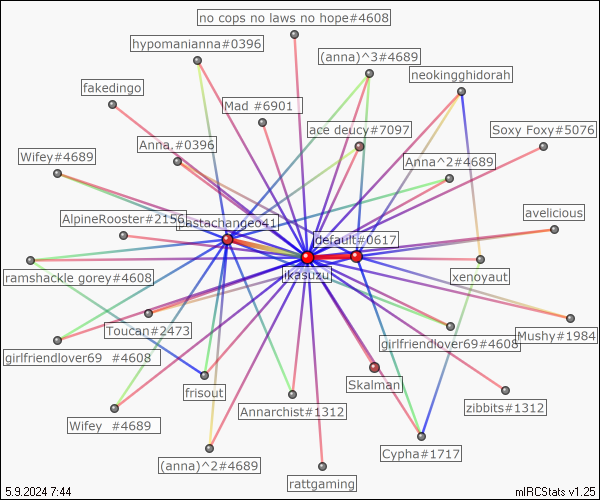 no cops no laws no hope#4608
hypomanianna#0396
(anna)^3#4689
neokingghidorah
fakedingo
Mad #6901
ace deucy#7097
Soxy Foxy#5076
Anna,#0396
Wifey#4689
Anna^2#4689
AlpineRooster#2156
astachange041
avelicious
default#0617
ramshackle gorey#4608
ikasuzu
xenoyaut
Toucan#2473
Mushy#1984
girlfriendlover69 #4608
girlfriendlover69#4608
frisout
Skalman
Annarchist#1312
zibbits#1312
Wifey #4689
Cypha#1717
(anna)^2#4689
rattgaming
5.9.2024 7:44
mIRCStats v1.25